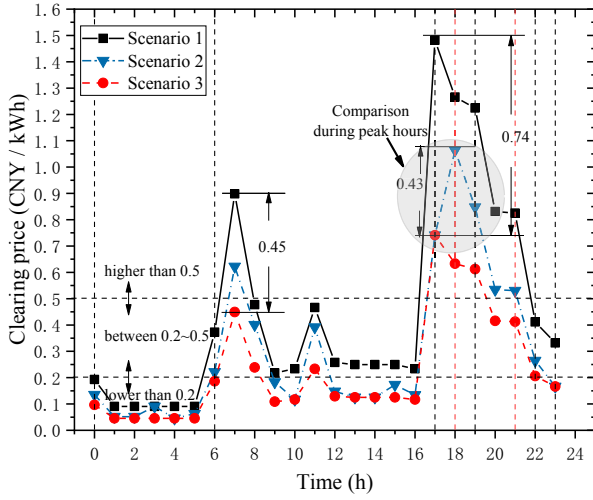 1.6
1.5
1.4
1.3
1.2
1.1
1.0
0.9
0.8
0.7
0.6
0.5
0.4
0.3
0.2
0.1
0.0
Clearing price (CNY / kWh)
Scenario 1
Scenario 2
Scenario 3
Comparison
during peak hours
0.74
0.43
0.45
higher than 0.5
between 0.2~0.5
lower than 0.2
0 2 4 6 8 10 12 14 16 18 20 22 24
Time (h)